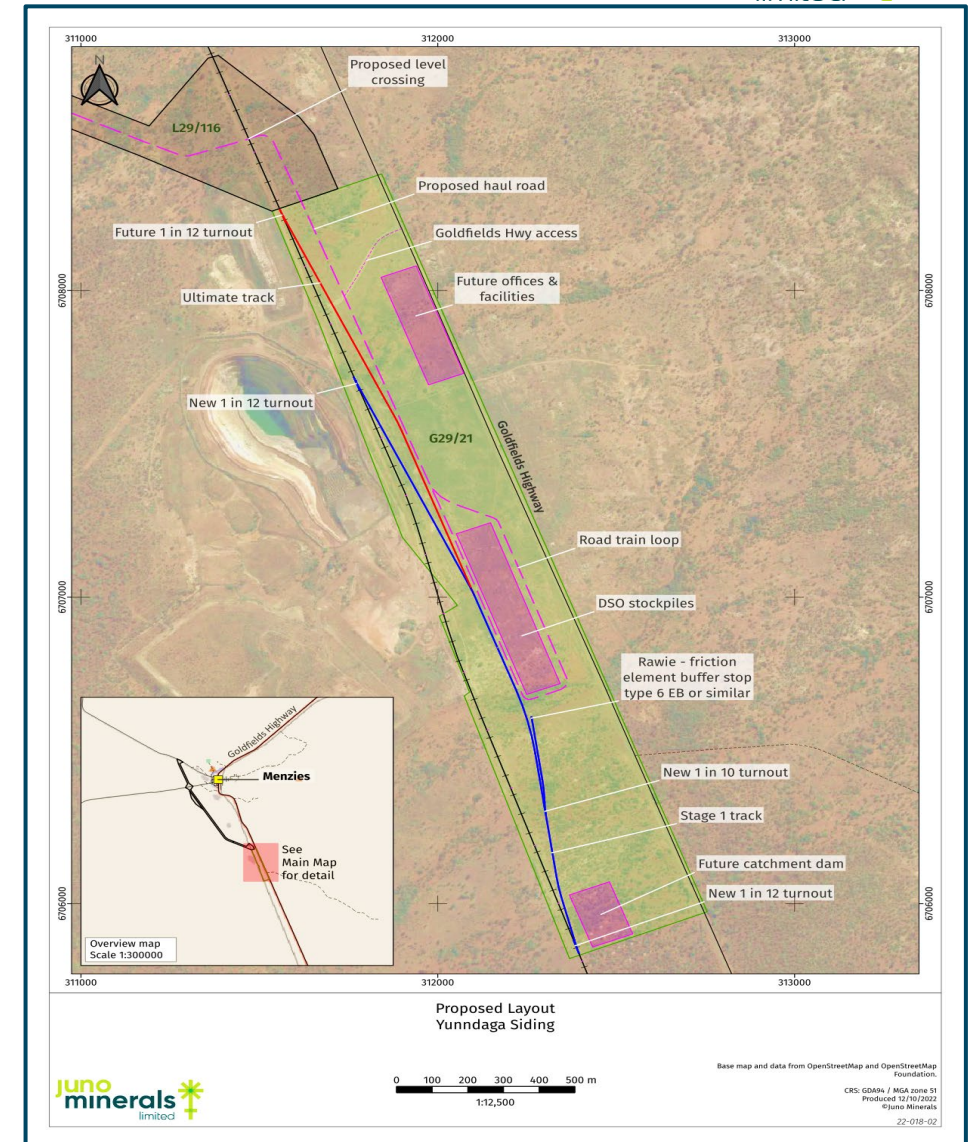 311000
312000
313000
N
Proposed level
crossing
L29/116
Proposed haul road
Future 1 in 12 turnout
Goldfields Hwy access
6708000
6708000
Ultimate track
Future offices &
facilities
New 1 in 12 turnout
G29/21
Goldfields Highway
Road train loop
6707000
6707000
DSO stockpiles
Rawie - friction
element buffer stop
type 6 EB or similar
Goldfields Highway
Menzies
New 1 in 10 turnout
Stage 1 track
See
Main Map
for detail
Future catchment dam
New 1 in 12 turnout
6706000
6706000
Overview map
Scale 1:300000
311000
312000
313000
Proposed Layout
Yunndaga Siding
juno
minerals
limited
0 100 200 300 400 500 m
1:12,500
Base map and data from OpenStreetMap and OpenStreetMap
Foundation.
CRS: GDA94 / MGA zone 51
Produced 12/10/2022
©Juno Minerals
22-018-02